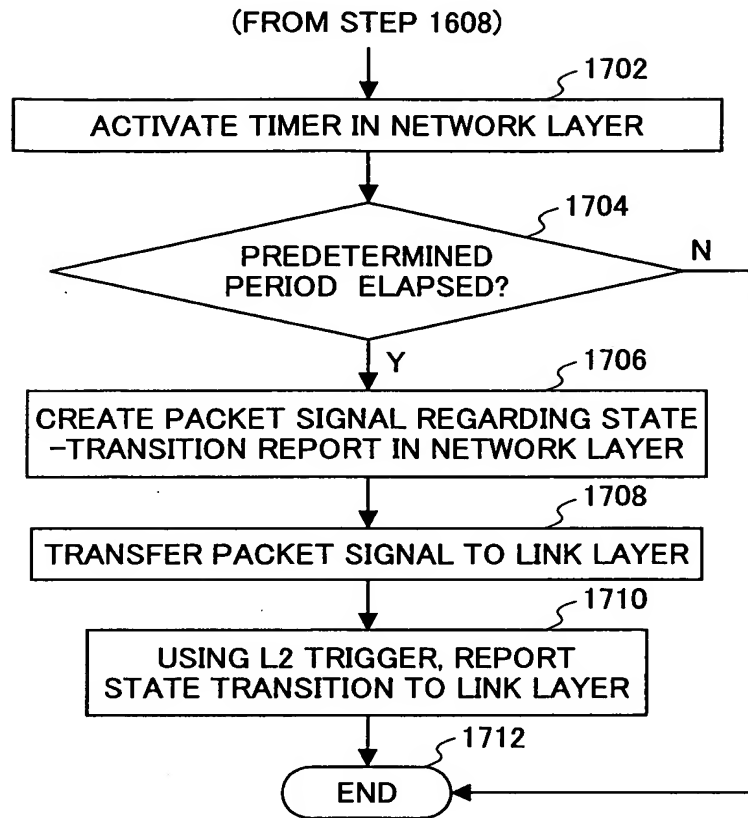 (FROM STEP 1608)
1702
ACTIVATE TIMER IN NETWORK LAYER
1704
PREDETERMINED
PERIOD ELAPSED?
N
Y
1706
CREATE PACKET SIGNAL REGARDING STATE
-TRANSITION REPORT IN NETWORK LAYER
1708
TRANSFER PACKET SIGNAL TO LINK LAYER
1710
USING L2 TRIGGER, REPORT
STATE TRANSITION TO LINK LAYER
1712
END